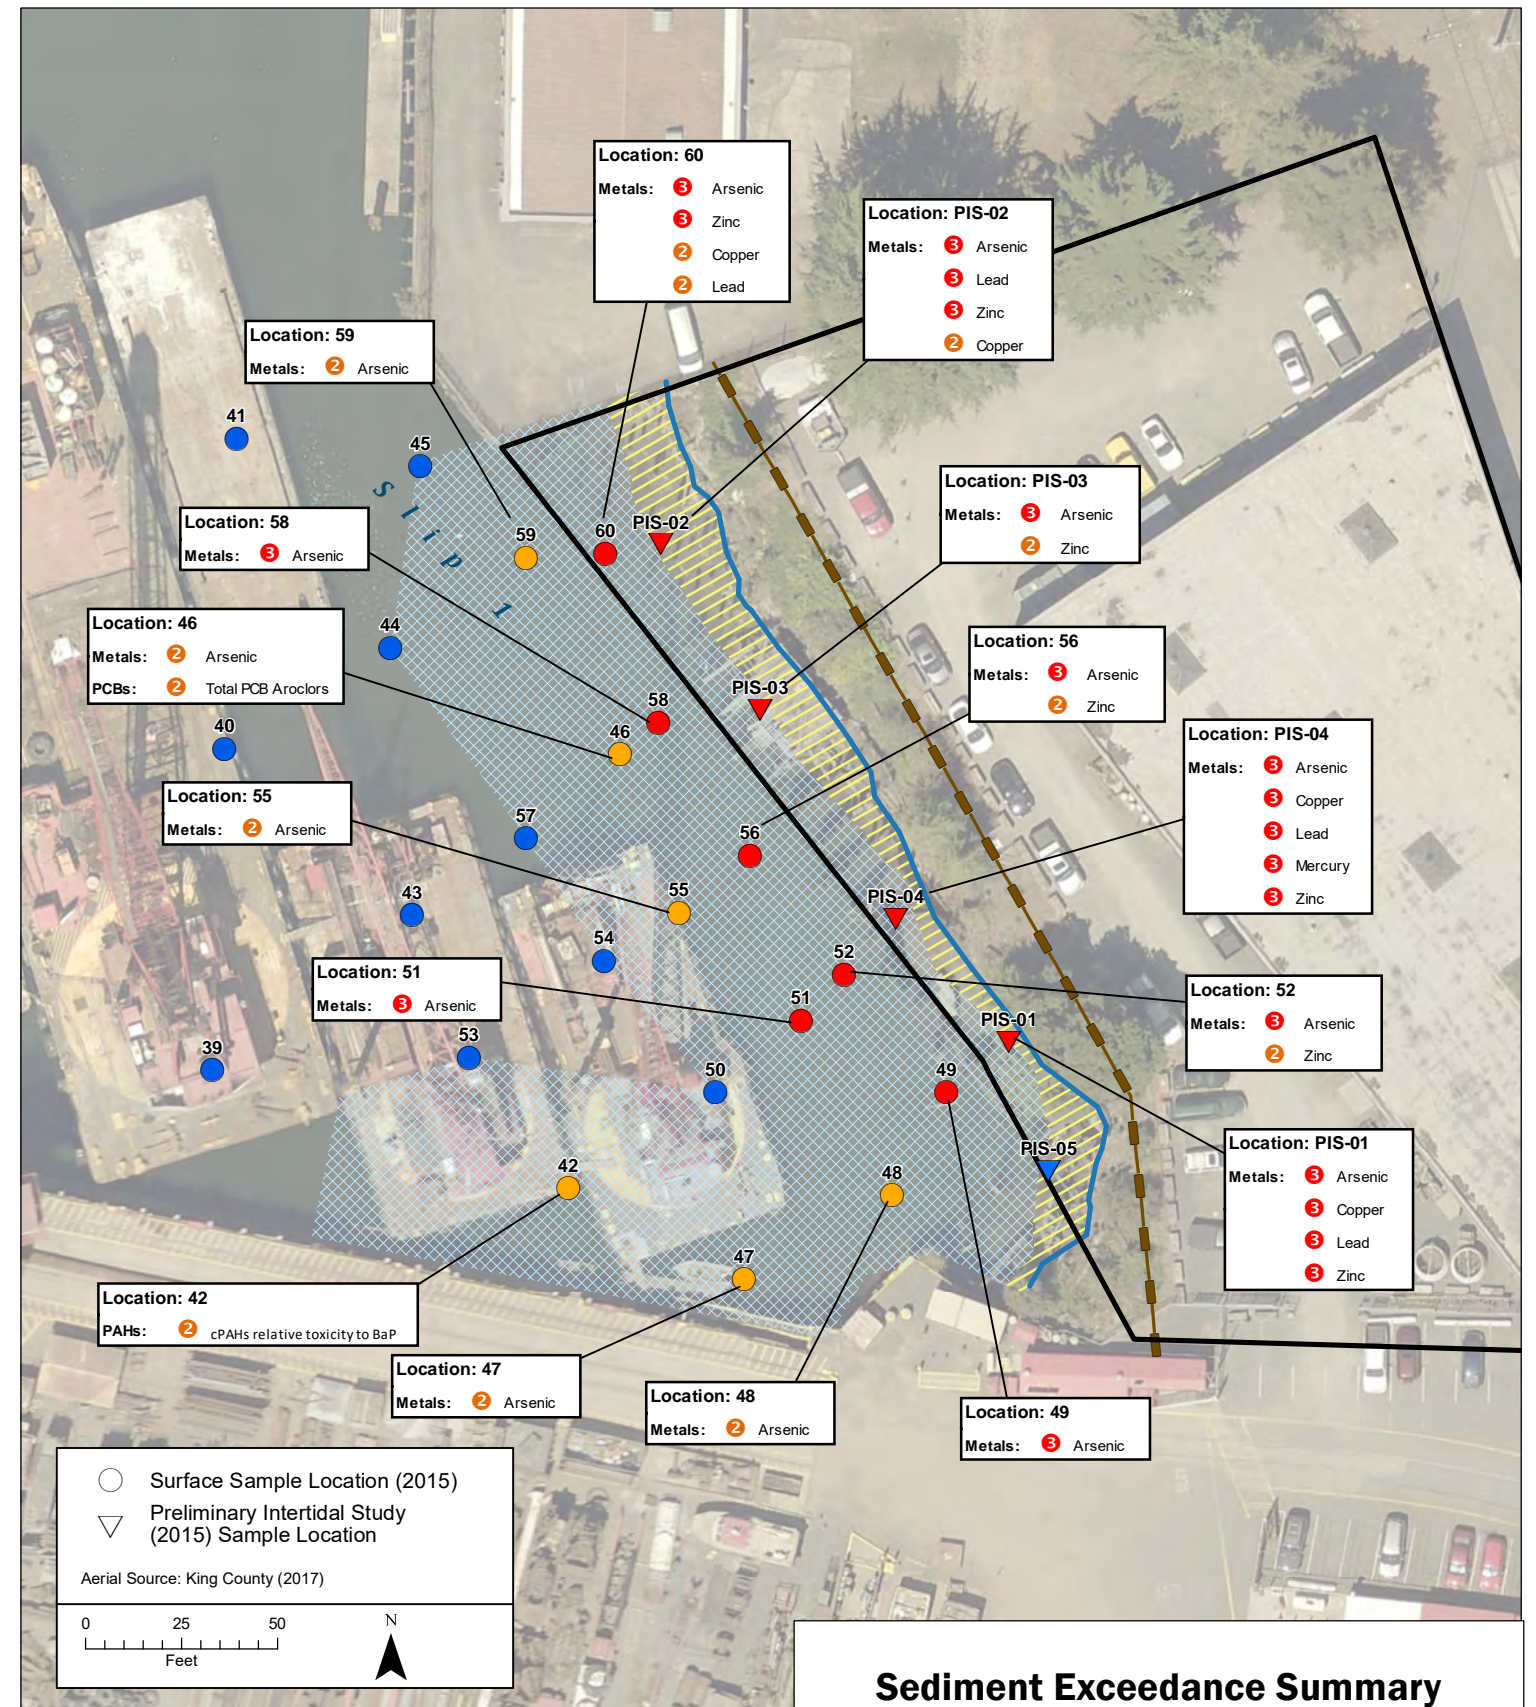 Location: 60
Metals: 3 Arsenic
3 Zinc
2 Copper
2 Lead
Location: PIS-02
Metals: 3 Arsenic
3 Lead
3 Zinc
2 Copper
Location: 59
Metals: 2 Arsenic
41
45
Slip 1
Location: PIS-03
Metals: 3 Arsenic
2 Zinc
Location: 58
Metals: 3 Arsenic
59
60
PIS-02
Location: 46
Metals: 2 Arsenic
PCBs: 2 Total PCB Aroclors
44
Location: 56
Metals: 3 Arsenic
2 Zinc
PIS-03
58
46
40
Location: PIS-04
Metals: 3 Arsenic
3 Copper
3 Lead
3 Mercury
3 Zinc
Location: 55
Metals: 2 Arsenic
57
56
43
55
PIS-04
54
52
Location: 51
Metals: 3 Arsenic
51
Location: 52
Metals: 3 Arsenic
2 Zinc
PIS-01
39
53
50
49
Location: PIS-01
Metals: 3 Arsenic
3 Copper
3 Lead
3 Zinc
PIS-05
42
48
47
Location: 42
PAHs: 2 cPAHs relative toxicity to BaP
Location: 47
Metals: 2 Arsenic
Location: 48
Metals: 2 Arsenic
Location: 49
Metals: 3 Arsenic
Surface Sample Location (2015)
Preliminary Intertidal Study
(2015) Sample Location
Aerial Source: King County (2017)
0 25 50
Feet
N
Sediment Exceedance Summary